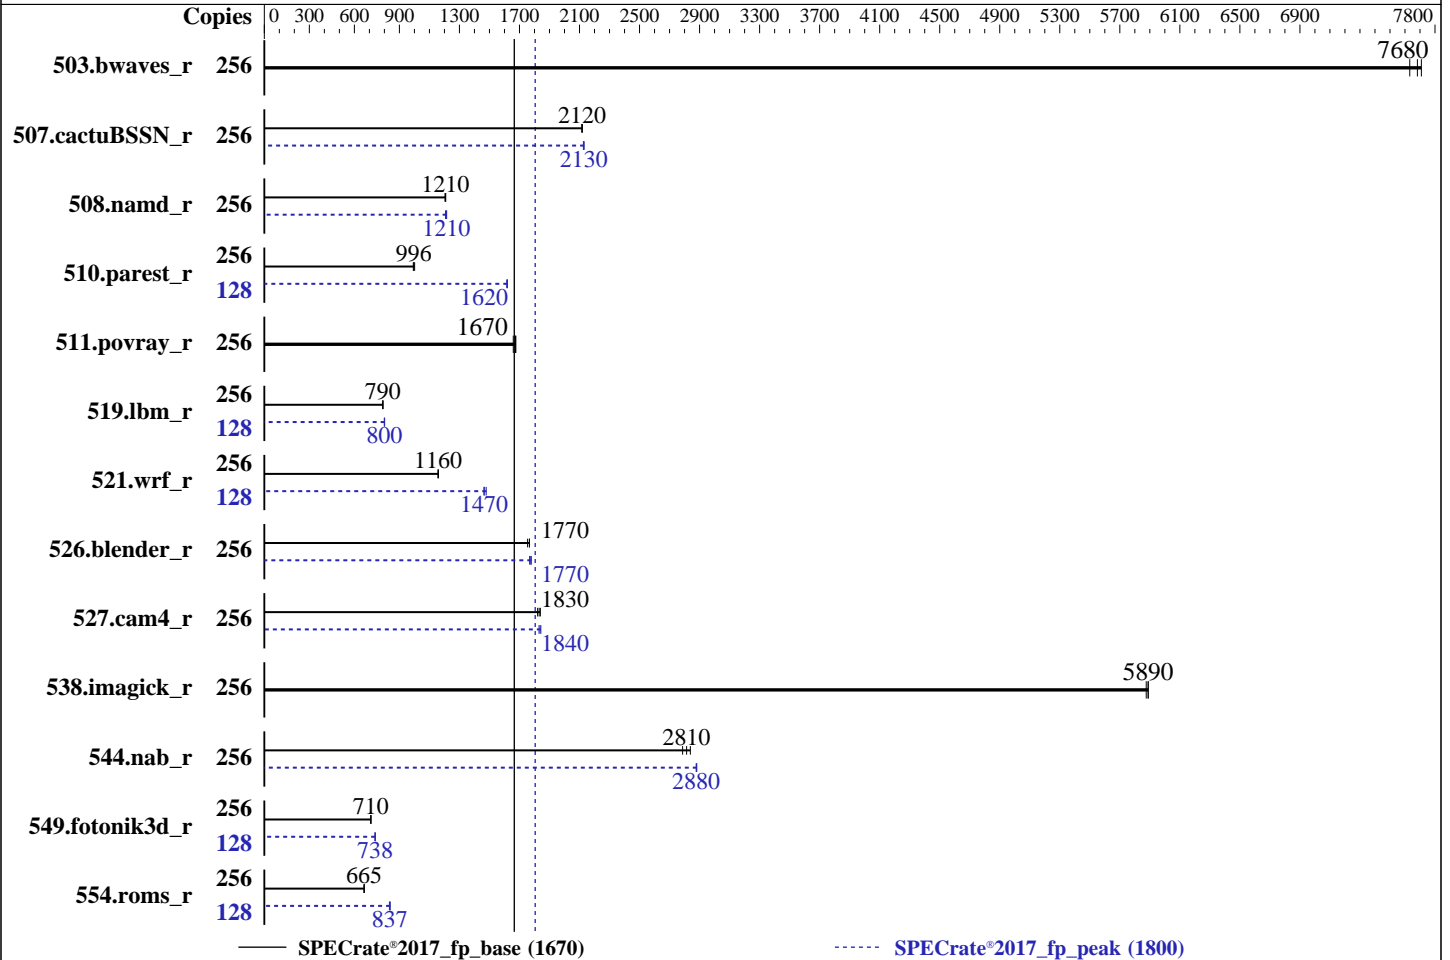 Copies 0 300 600 900 1300 1700 2100 2500 2900 3300 3700 4100 4500 4900 5300 5700 6100 6500 6900 7800
503.bwaves_r 256 7680
507.cactuBSSN_r 256 2120
2130
508.namd_r 256 1210
1210
510.parest_r 256 996
128 1620
511.povray_r 256 1670
519.lbm_r 256 790
128 800
521.wrf_r 256 1160
128 1470
526.blender_r 256 1770
1770
527.cam4_r 256 1830
1840
538.imagick_r 256 5890
544.nab_r 256 2810
2880
549.fotonik3d_r 256 710
128 738
554.roms_r 256 665
128 837
SPECrate®2017_fp_base (1670) SPECrate®2017_fp_peak (1800)